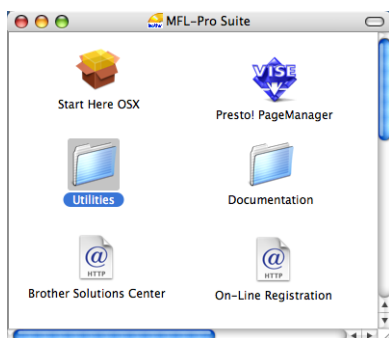 MFL-Pro Suite
Start Here OSX
VISE
Presto! PageManager
Utilities
Documentation
@
HTTP
Brother Solutions Center
@
HTTP
On-Line Registration